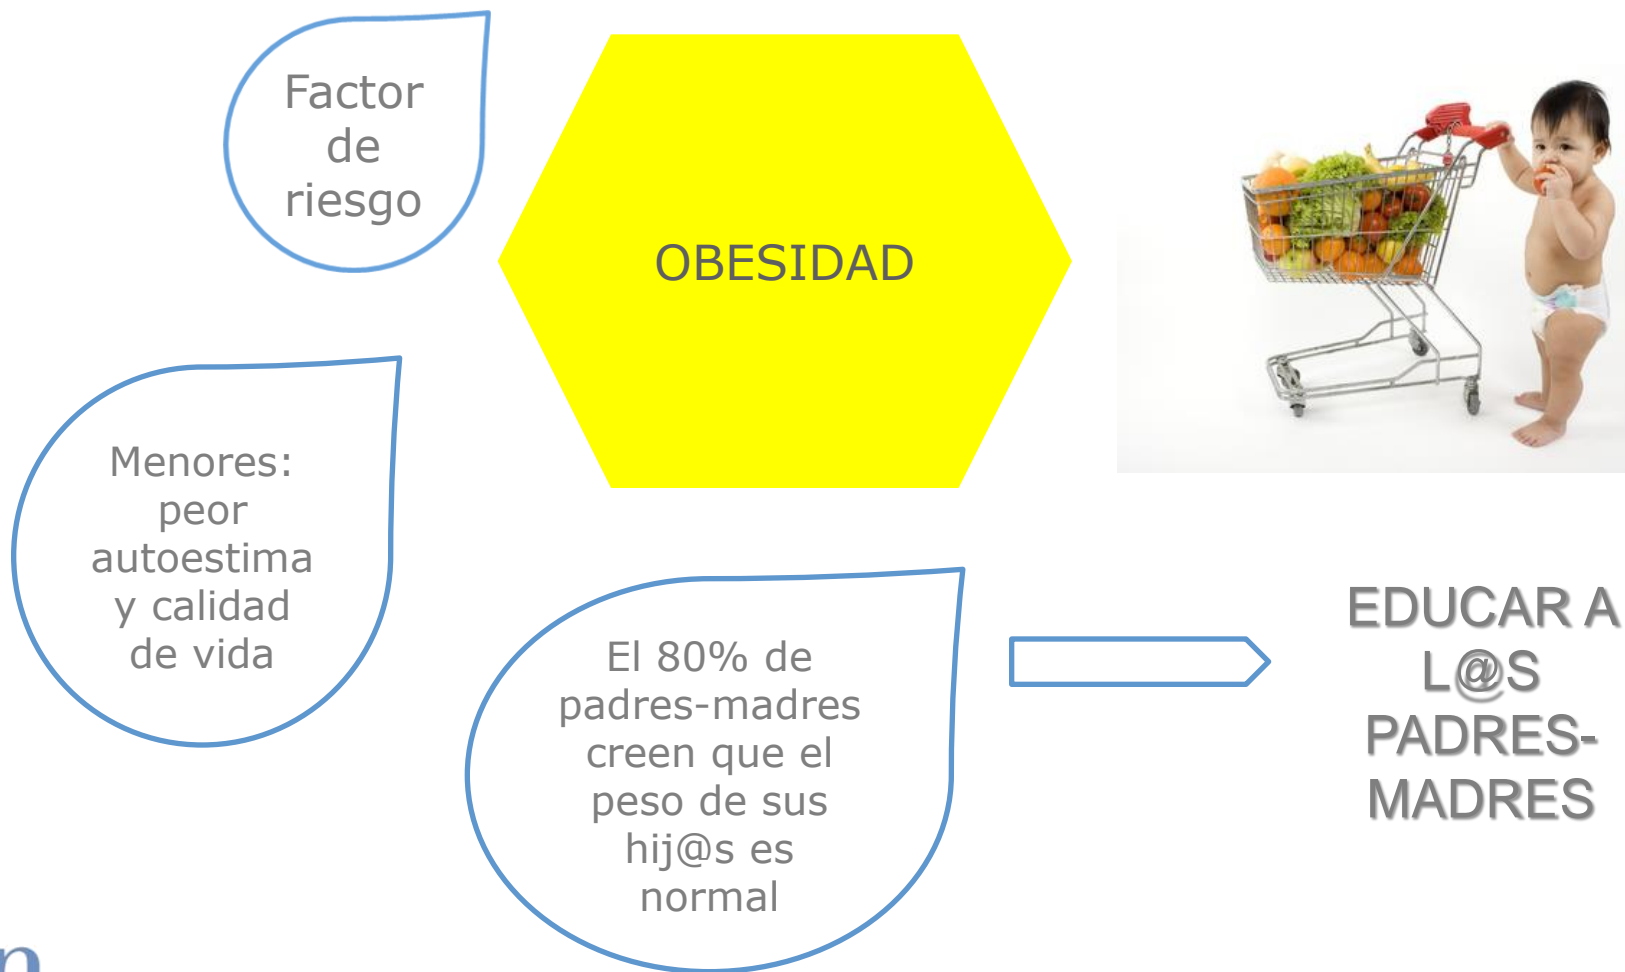 Factor
de
riesgo
OBESIDAD
Menores:
peor
autoestima
y calidad
de vida
El 80% de
padres-madres
creen que el
peso de sus
hij@s es
normal
EDUCAR A
L@S
PADRES-
MADRES